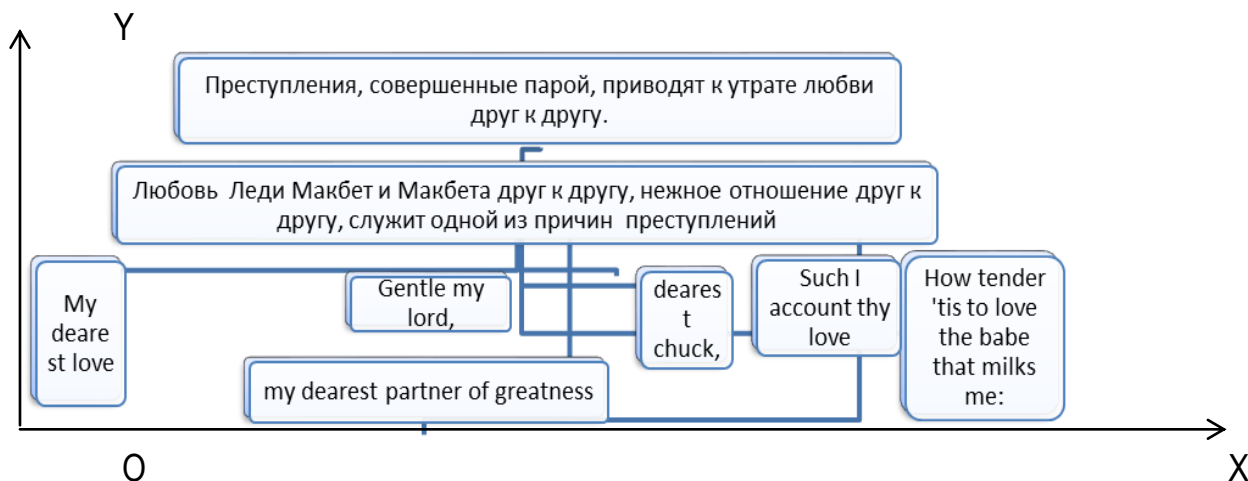 Y
Преступления, совершенные парой, приводят к утрате любви
друг к другу.
Любовь Леди Макбет и Макбета друг к другу, нежное отношение друг к
другу, служит одной из причин преступлений
My
deare
st love
Gentle my
lord,
deares
t
chuck,
Such I
account thy
love
How tender
'tis to love
the babe
that milks
me:
my dearest partner of greatness
O
X